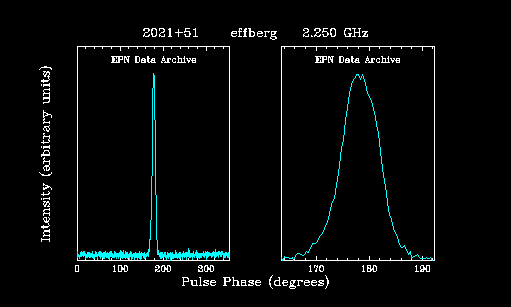 2021+51 effberg 2.250 GHz
EPN Data Archive EPN Data Archive
Intensity (arbitrary units)
0 100 200 300 170 180 190
Pulse Phase (degrees)